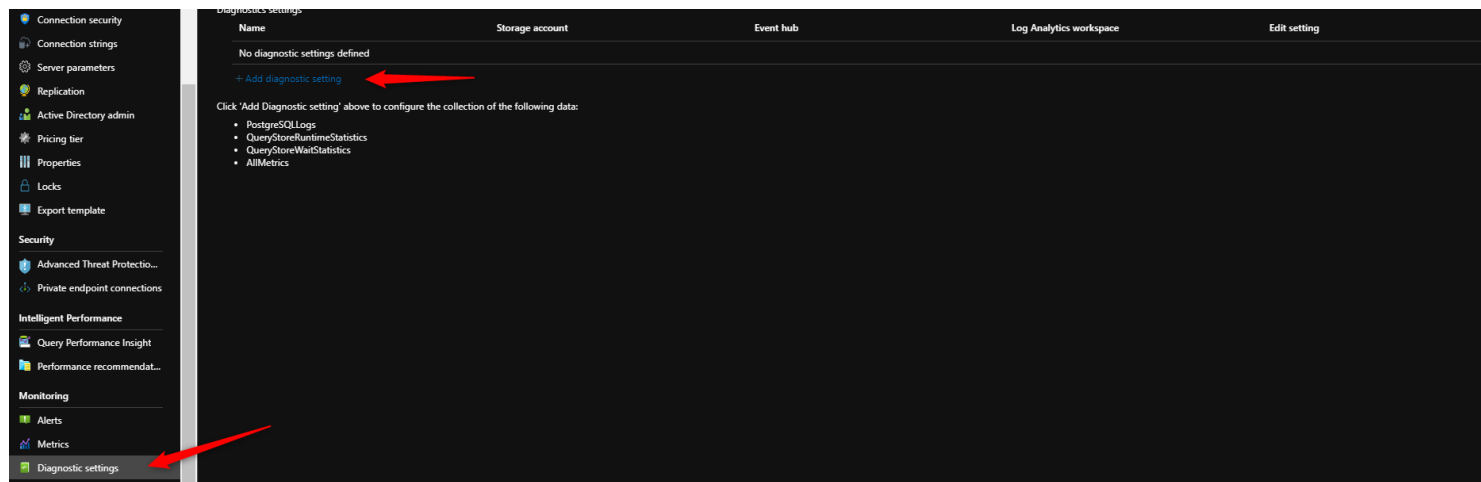 Connection security
Connection strings
Server parameters
Replication
Active Directory admin
Pricing tier
Properties
Locks
Export template
Security
Advanced Threat Protectio...
Private endpoint connections
Intelligent Performance
Query Performance Insight
Performance recommendat...
Monitoring
Alerts
Metrics
Diagnostic settings
Diagnostics settings
Name Storage account Event hub Log Analytics workspace Edit setting
No diagnostic settings defined
+ Add diagnostic setting
Click 'Add Diagnostic setting' above to configure the collection of the following data:
• PostgreSQLLogs
• QueryStoreRuntimeStatistics
• QueryStoreWaitStatistics
• AllMetrics